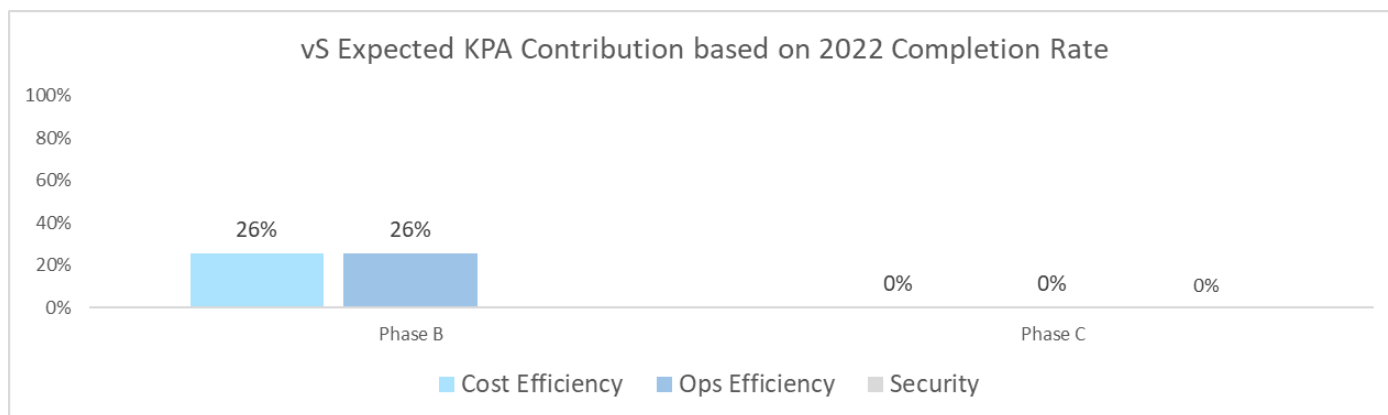 vS Expected KPA Contribution based on 2022 Completion Rate
100%
80%
60%
40%
20%
0%
26%
26%
0%
0%
0%
Phase B
Phase C
Cost Efficiency
Ops Efficiency
Security